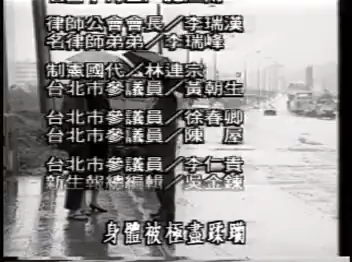 律師公會會長／李瑞漢
名律師弟弟／李瑞峰
制憲國代／林連宗
台北市參議員／黃朝生
台北市參議員／徐春卿
台北市參議員／陳 屋
台北市參議員／李仁貴
新生報總編輯／吳金鍊
身體被極盡蹂躪